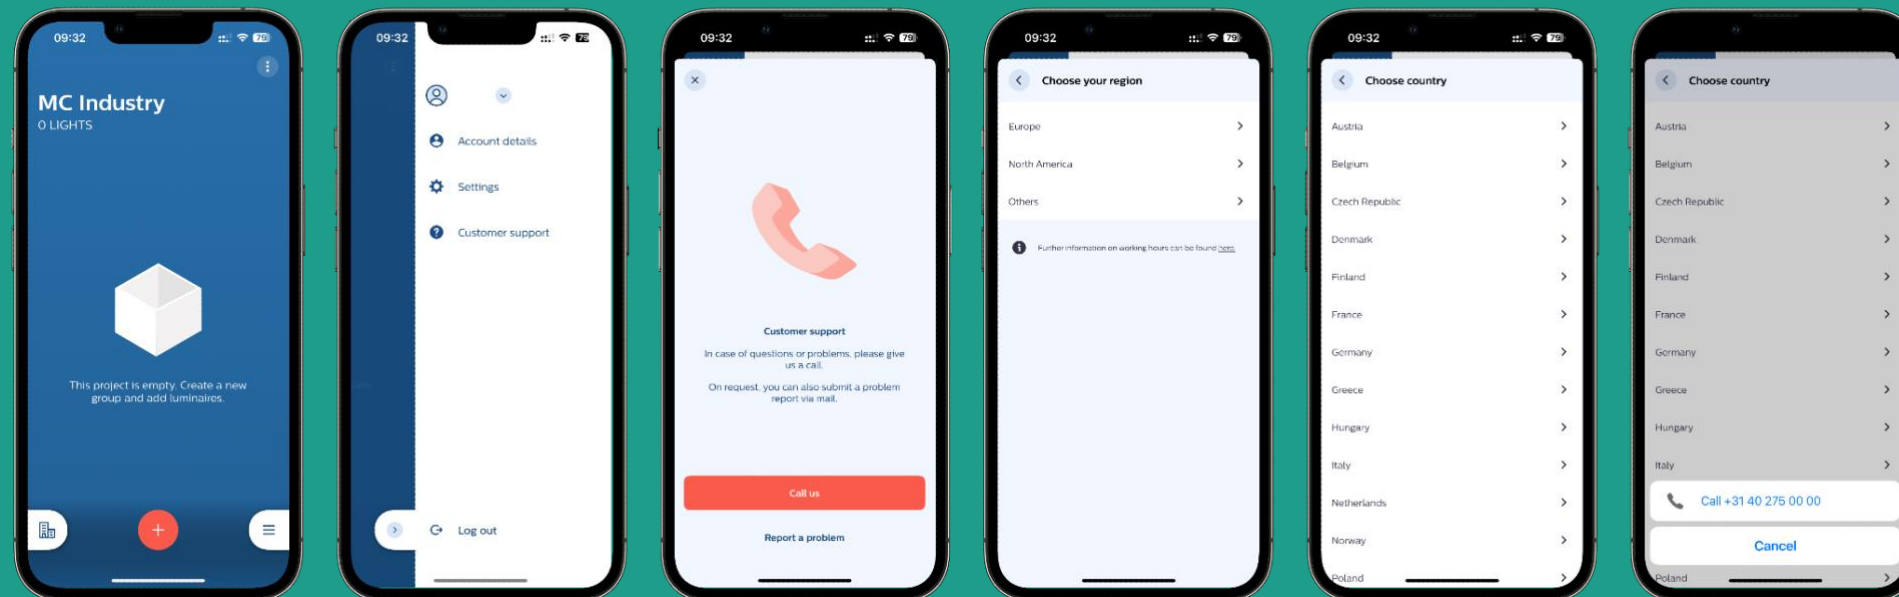 09:32
79
MC Industry
0 LIGHTS
This project is empty. Create a new
group and add luminaires.
09:32
79
Account details
Settings
Customer support
Log out
09:32
79
Customer support
In case of questions or problems, please give
us a call.
On request, you can also submit a problem
report via mail.
Call us
Report a problem
09:32
79
Choose your region
Europe
North America
Others
Further information on working hours can be found here.
09:32
79
Choose country
Austria
Belgium
Czech Republic
Denmark
Finland
France
Germany
Greece
Hungary
Italy
Netherlands
Norway
Poland
Choose country
Austria
Belgium
Czech Republic
Denmark
Finland
France
Germany
Greece
Hungary
Italy
Call +31 40 275 00 00
Cancel
Poland